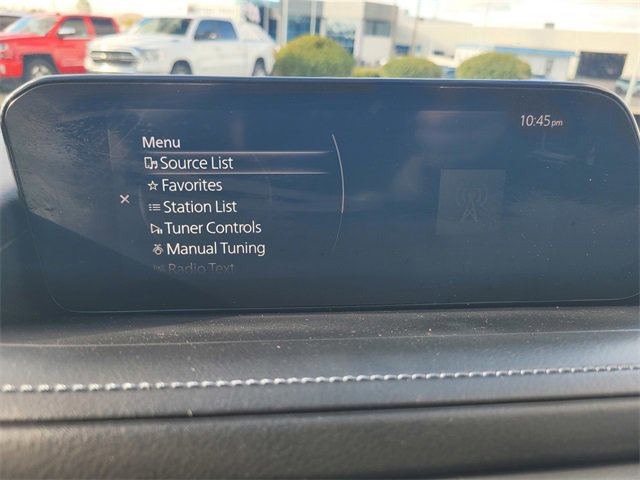 10:45pm
Menu
Source List
Favorites
Station List
Tuner Controls
Manual Tuning
Radio Text